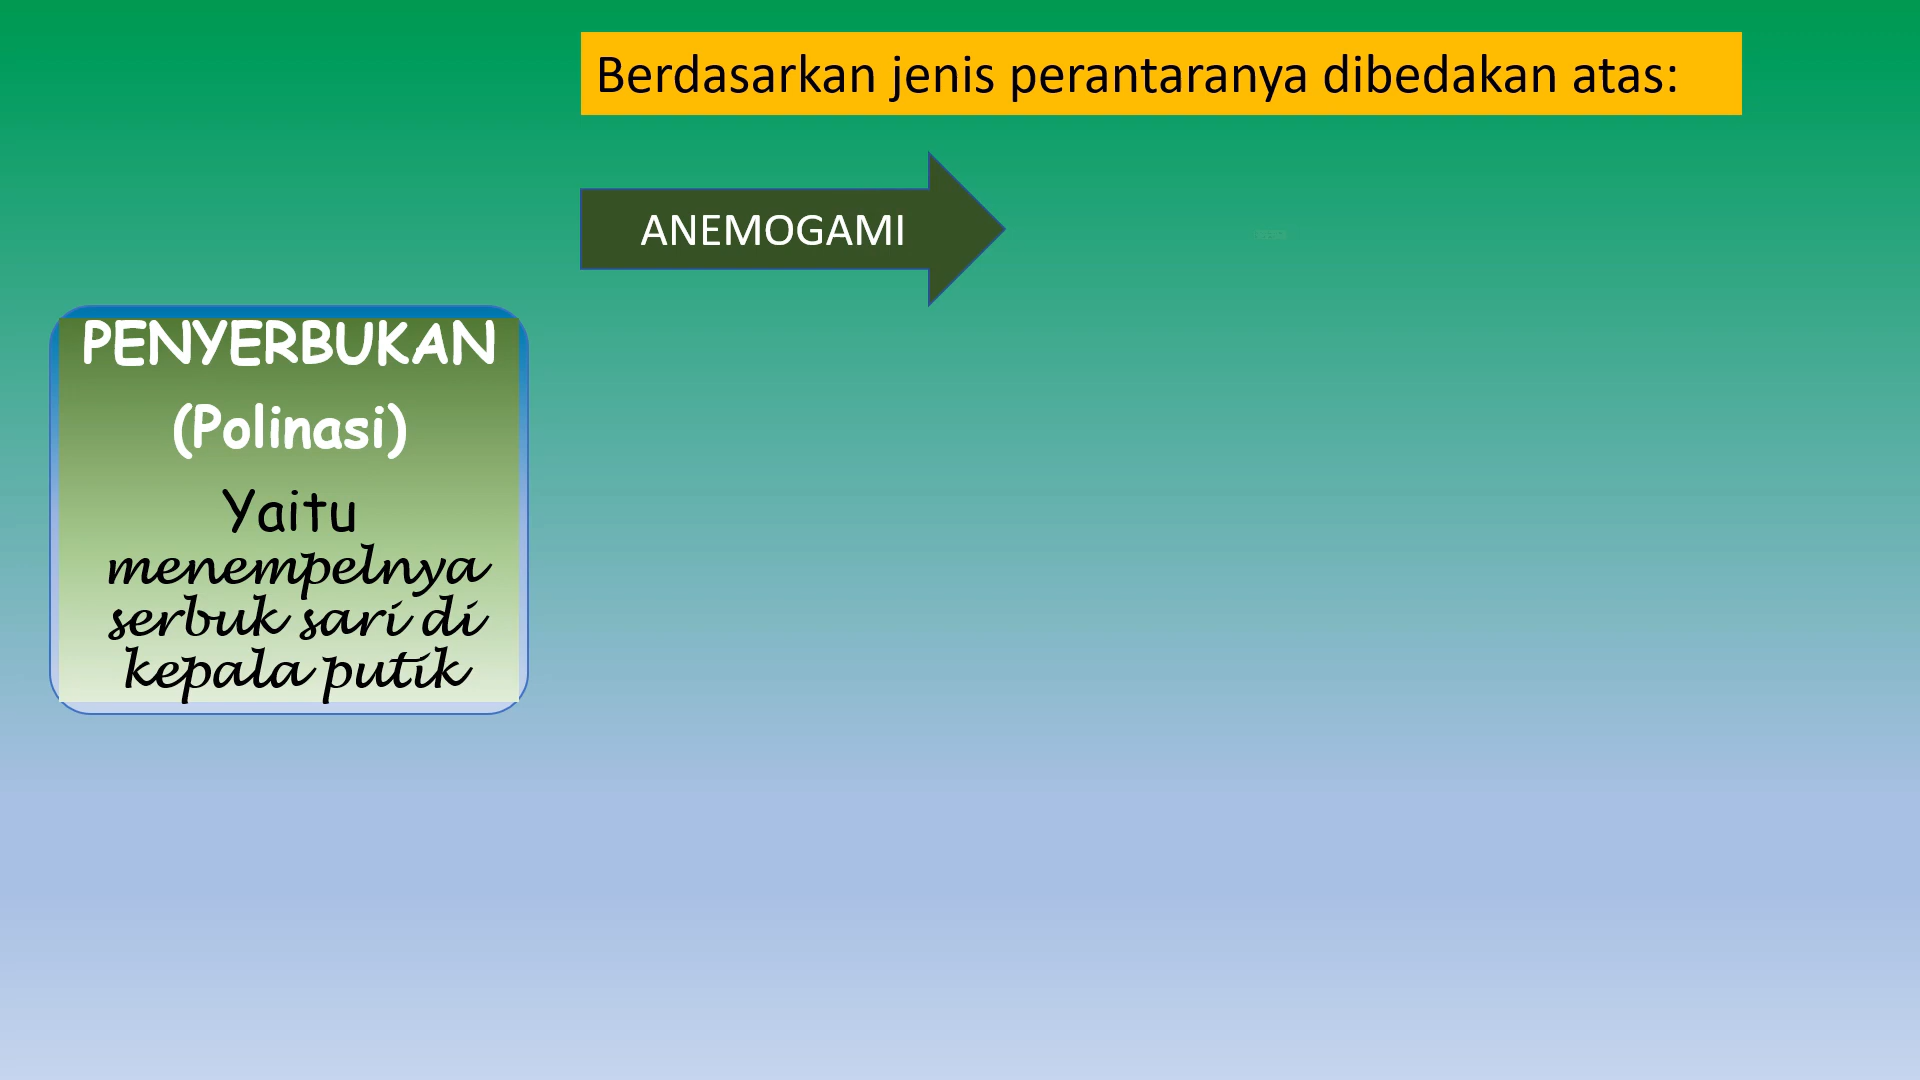 Berdasarkan jenis perantaranya dibedakan atas:
ANEMOGAMI
PENYERBUKAN
(Polinasi)
Yaitu
menempelnya
serbuk sari di
kepala putik